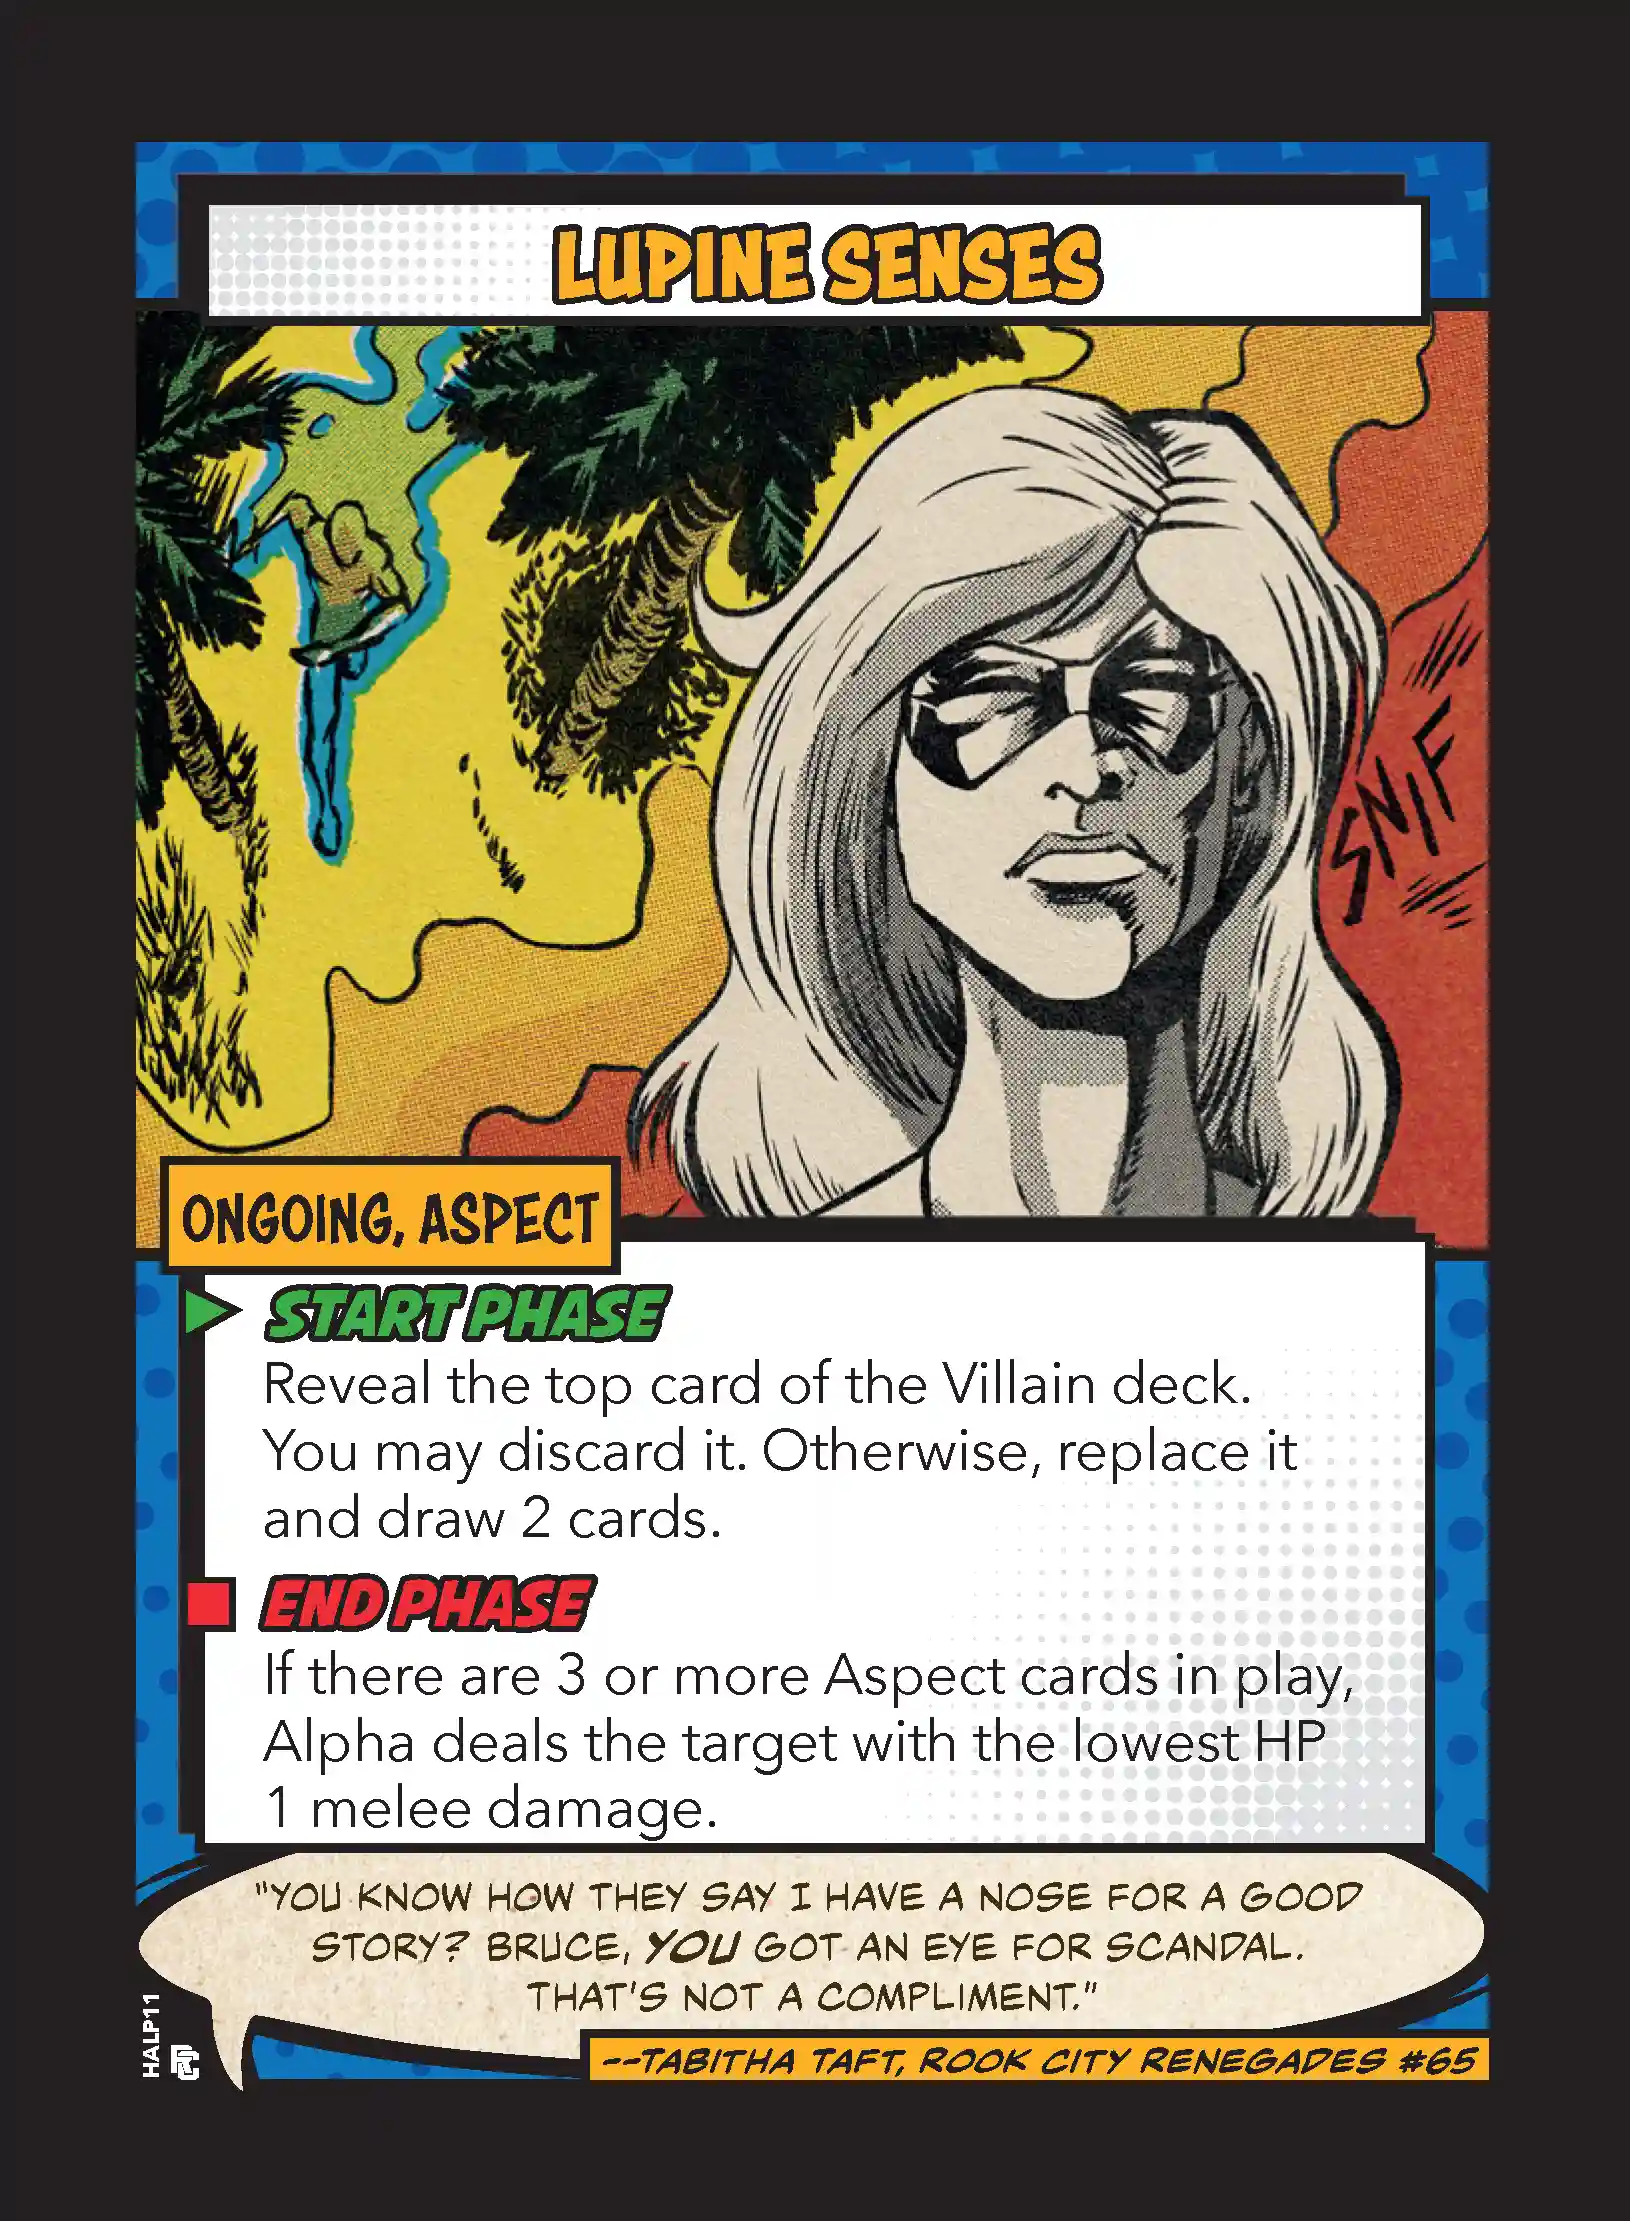 LUPINE SENSES
SNIF
ONGOING, ASPECT
START PHASE
Reveal the top card of the Villain deck.
You may discard it. Otherwise, replace it
and draw 2 cards.
END PHASE
If there are 3 or more Aspect cards in play,
Alpha deals the target with the lowest HP
1 melee damage.
"YOU KNOW HOW THEY SAY I HAVE A NOSE FOR A GOOD
STORY? BRUCE, YOU GOT AN EYE FOR SCANDAL.
THAT'S NOT A COMPLIMENT."
--TABITHA TAFT, ROOK CITY RENEGADES #65
HALP11